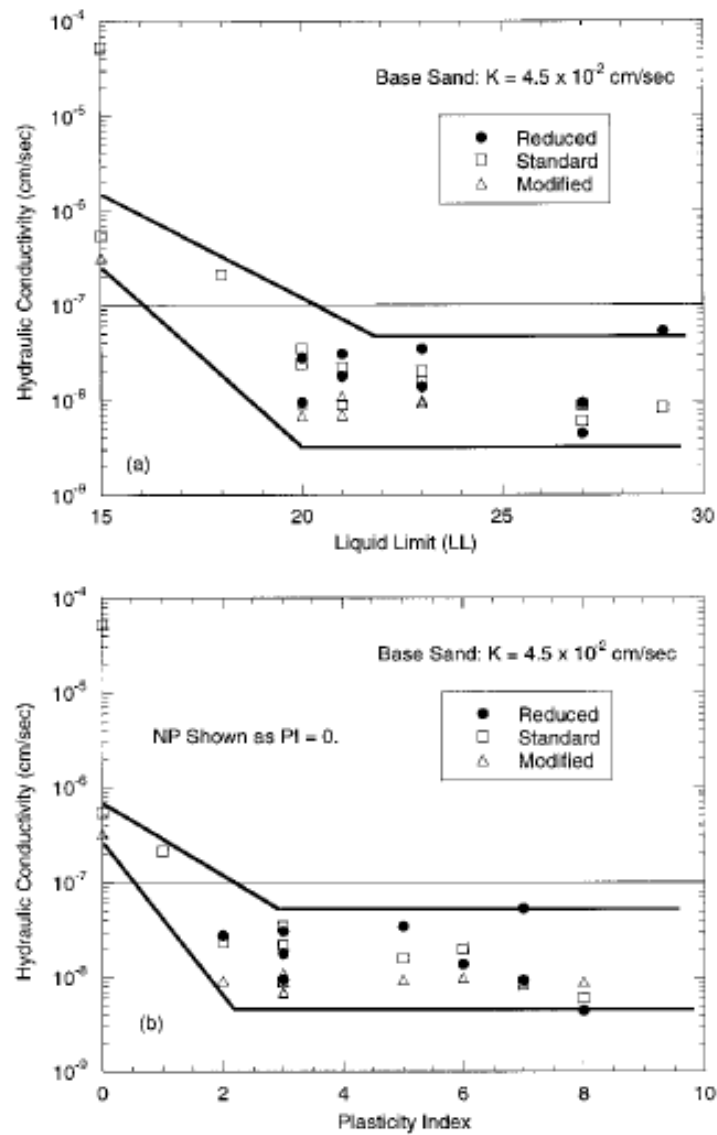 10⁻⁴
Base Sand: K = 4.5 x 10⁻² cm/sec
Reduced
Standard
Modified
10⁻⁵
10⁻⁶
10⁻⁷
10⁻⁸
10⁻⁹
Hydraulic Conductivity (cm/sec)
(a)
15 20 25 30
Liquid Limit (LL)
10⁻⁴
Base Sand: K = 4.5 x 10⁻² cm/sec
Reduced
Standard
Modified
NP Shown as PI = 0.
10⁻⁵
10⁻⁶
10⁻⁷
10⁻⁸
10⁻⁹
Hydraulic Conductivity (cm/sec)
(b)
0 2 4 6 8 10
Plasticity Index